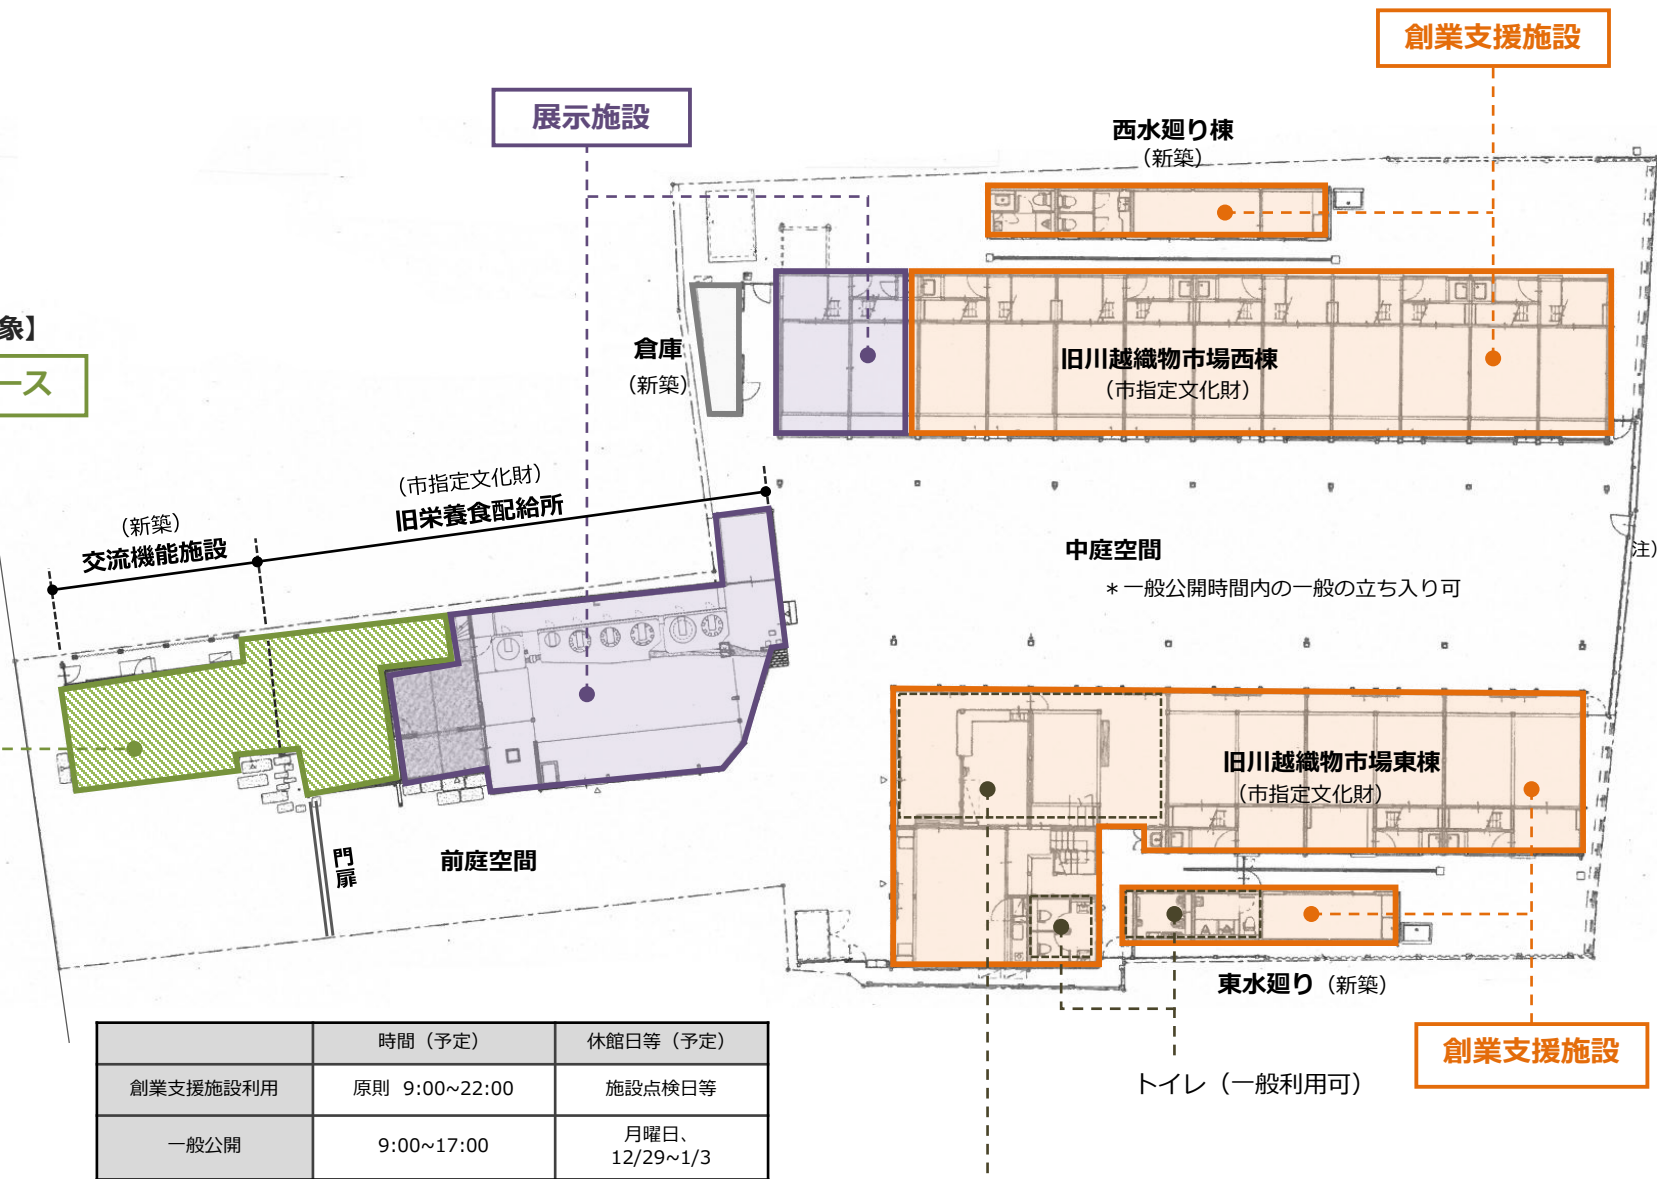 創業支援施設
展示施設
西水廻り棟
（新築）
象】
ース
倉庫
（新築）
旧川越織物市場西棟
（市指定文化財）
（市指定文化財）
旧栄養食配給所
（新築）
交流機能施設
中庭空間
＊一般公開時間内の一般の立ち入り可
注）
旧川越織物市場東棟
（市指定文化財）
門扉
前庭空間
東水廻り（新築）
創業支援施設
トイレ（一般利用可）
時間（予定） 休館日等（予定）
創業支援施設利用 原則 9:00~22:00 施設点検日等
一般公開 9:00~17:00 月曜日、
12/29~1/3